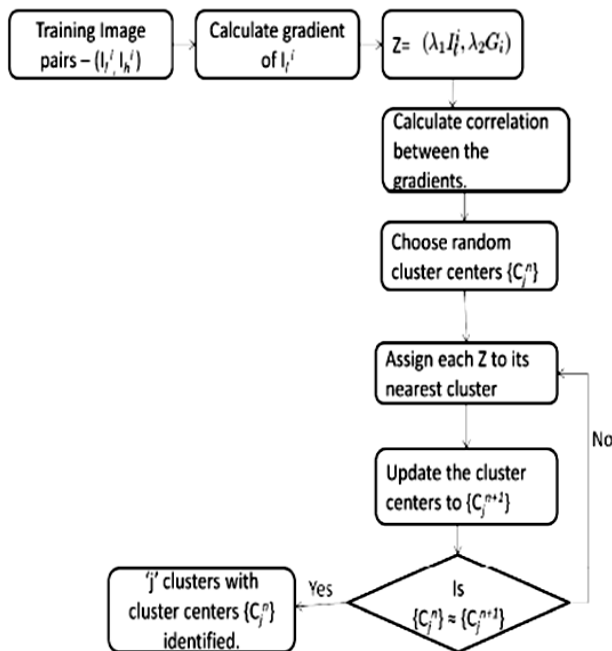 Training Image
pairs – (I_l^i, I_h^i)
Calculate gradient
of I_l^i
Z= (λ₁I_ℓ^i, λ₂G_i)
Calculate correlation
between the
gradients.
Choose random
cluster centers {C_j^n}
Assign each Z to its
nearest cluster
No
Update the cluster
centers to {C_j^{n+1}}
Is
{C_j^n} ≈ {C_j^{n+1}}
Yes
'j' clusters with
cluster centers {C_j^n}
identified.